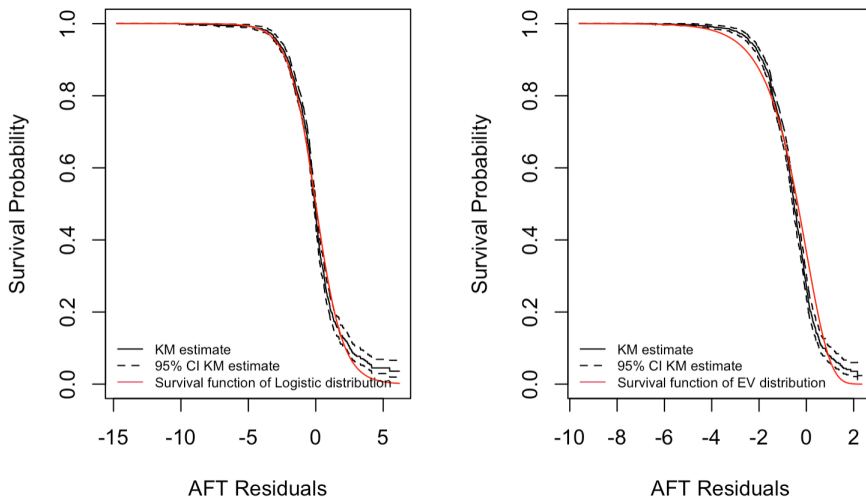 Survival Probability
1.0
0.8
0.6
0.4
0.2
0.0
KM estimate
95% CI KM estimate
Survival function of Logistic distribution
-15
-10
-5
0
5
AFT Residuals
Survival Probability
1.0
0.8
0.6
0.4
0.2
0.0
KM estimate
95% CI KM estimate
Survival function of EV distribution
-10
-8
-6
-4
-2
0
2
AFT Residuals